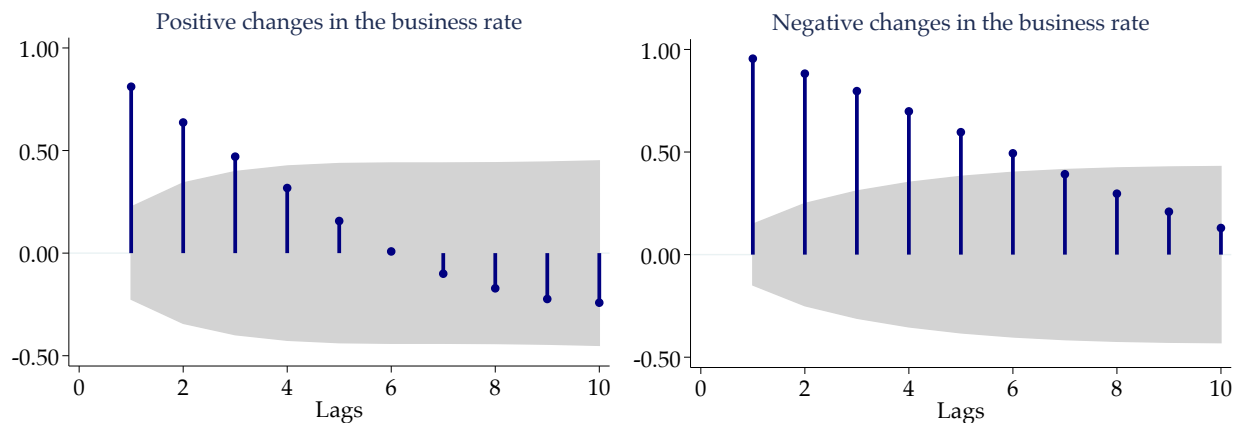 Positive changes in the business rate
1.00
0.50
0.00
-0.50
0 2 4 6 8 10
Lags
Negative changes in the business rate
1.00
0.50
0.00
-0.50
0 2 4 6 8 10
Lags